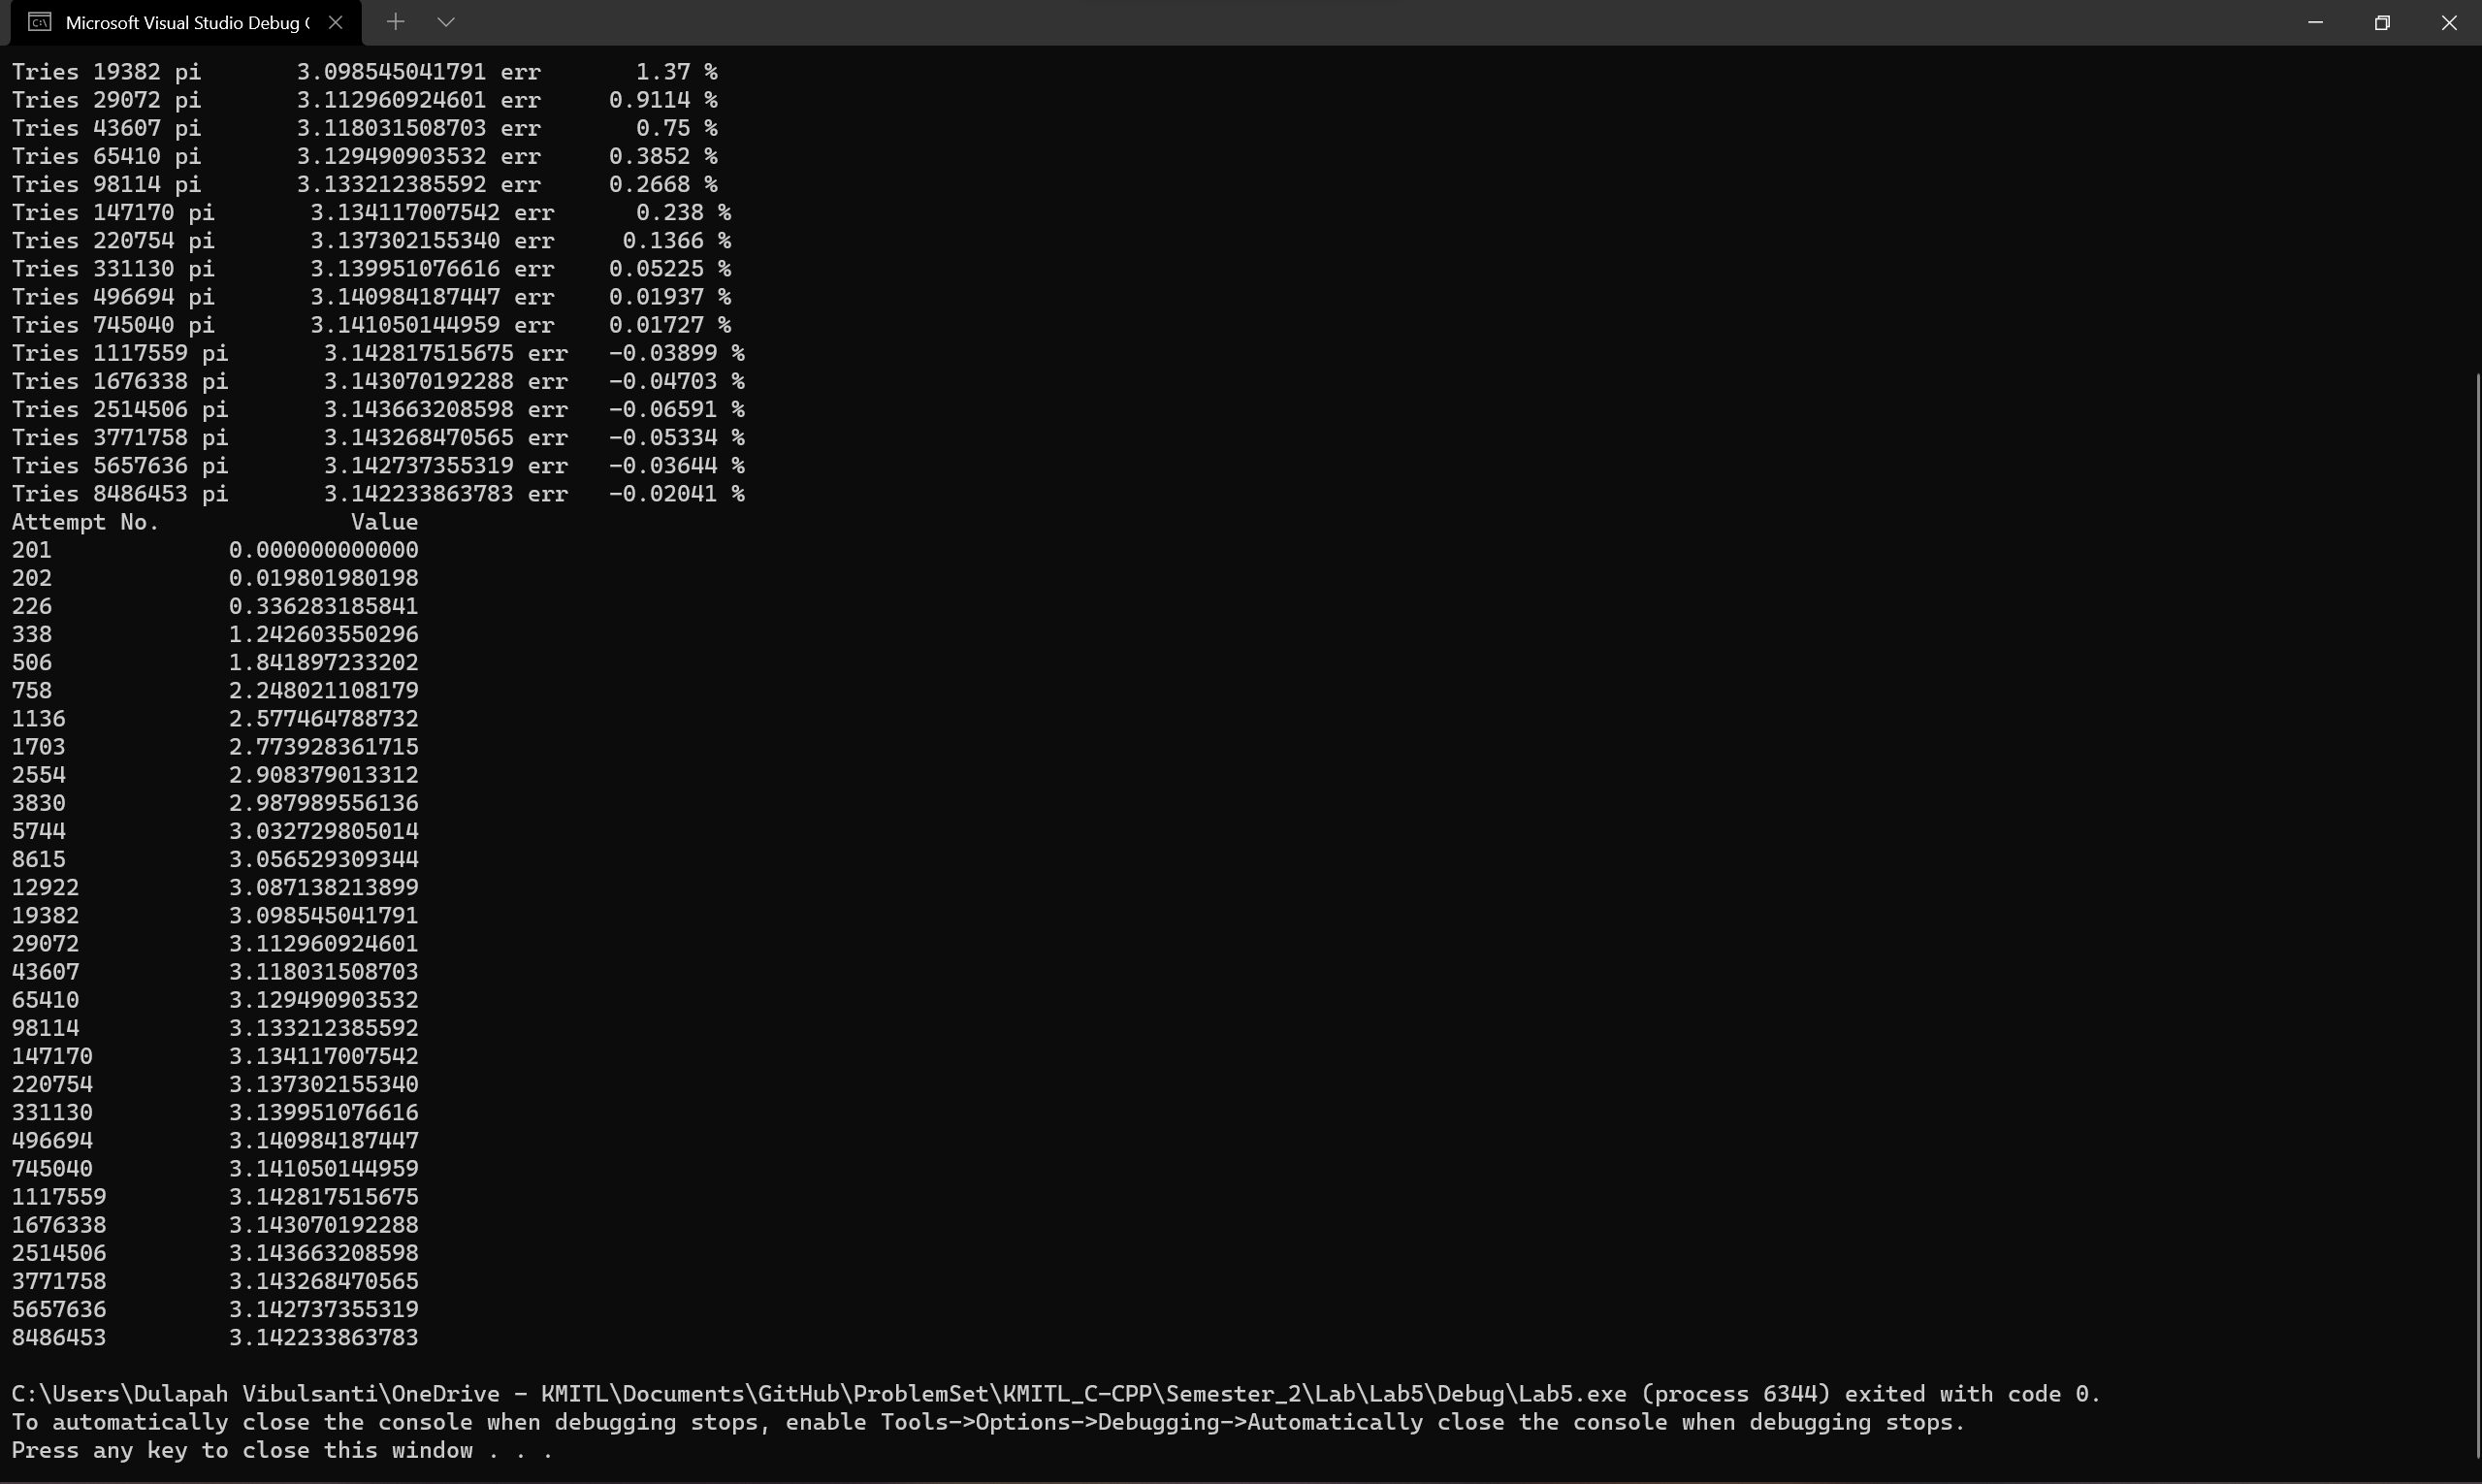 Microsoft Visual Studio Debug
Tries 19382 pi       3.098545041791 err       1.37 %
Tries 29072 pi       3.112960924601 err     0.9114 %
Tries 43607 pi       3.118031508703 err       0.75 %
Tries 65410 pi       3.129490903532 err     0.3852 %
Tries 98114 pi       3.133212385592 err     0.2668 %
Tries 147170 pi       3.134117007542 err      0.238 %
Tries 220754 pi       3.137302155340 err     0.1366 %
Tries 331130 pi       3.139951076616 err    0.05225 %
Tries 496694 pi       3.140984187447 err    0.01937 %
Tries 745040 pi       3.141050144959 err    0.01727 %
Tries 1117559 pi       3.142817515675 err   -0.03899 %
Tries 1676338 pi       3.143070192288 err   -0.04703 %
Tries 2514506 pi       3.143663208598 err   -0.06591 %
Tries 3771758 pi       3.143268470565 err   -0.05334 %
Tries 5657636 pi       3.142737355319 err   -0.03644 %
Tries 8486453 pi       3.142233863783 err   -0.02041 %
Attempt No.              Value
201             0.000000000000
202             0.019801980198
226             0.336283185841
338             1.242603550296
506             1.841897233202
758             2.248021108179
1136            2.577464788732
1703            2.773928361715
2554            2.908379013312
3830            2.987989556136
5744            3.032729805014
8615            3.056529309344
12922           3.087138213899
19382           3.098545041791
29072           3.112960924601
43607           3.118031508703
65410           3.129490903532
98114           3.133212385592
147170          3.134117007542
220754          3.137302155340
331130          3.139951076616
496694          3.140984187447
745040          3.141050144959
1117559         3.142817515675
1676338         3.143070192288
2514506         3.143663208598
3771758         3.143268470565
5657636         3.142737355319
8486453         3.142233863783
C:\Users\Dulapah Vibulsanti\OneDrive - KMITL\Documents\GitHub\ProblemSet\KMITL_C-CPP\Semester_2\Lab\Lab5\Debug\Lab5.exe (process 6344) exited with code 0.
To automatically close the console when debugging stops, enable Tools->Options->Debugging->Automatically close the console when debugging stops.
Press any key to close this window . . .